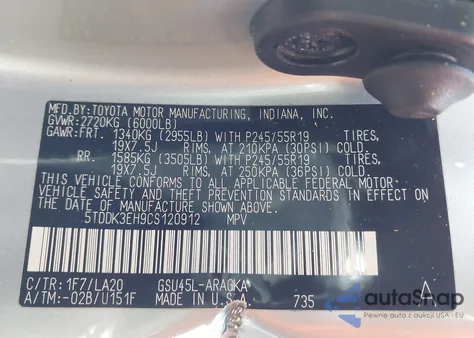 MFD.BY: TOYOTA MOTOR MANUFACTURING, INDIANA, INC.
GVWR: 2720KG (6000LB)
GAWR: FRT. 1340KG (2955LB) WITH P245/55R19 TIRES,
19X7.5J RIMS, AT 210KPA (30PSI) COLD.
RR. 1585KG (3505LB) WITH P245/55R19 TIRES,
19X7.5J RIMS, AT 250KPA (36PSI) COLD.
THIS VEHICLE CONFORMS TO ALL APPLICABLE FEDERAL MOTOR
VEHICLE SAFETY AND THEFT PREVENTION STANDARDS IN EFFECT ON
THE DATE OF MANUFACTURE SHOWN ABOVE.
5TDDK3EH9CS120912 MPV
C/TR: 1F7/LA20 GSU45L-ARAGKA A
A/TM: -02B/U151F MADE IN U.S.A. 735
autoSnap
Pewne auta z aukcji USA i EU